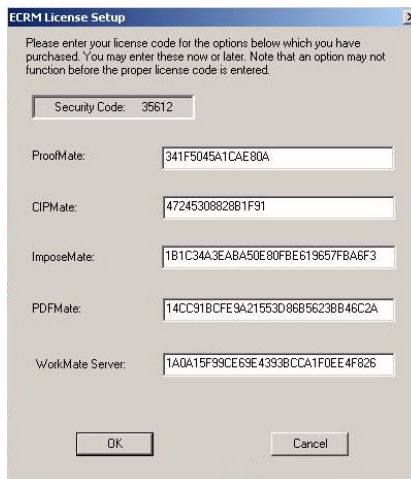 ECRM License Setup
Please enter your license code for the options below which you have
purchased. You may enter these now or later. Note that an option may not
function before the proper license code is entered.
Security Code: 35612
ProofMate: 341F5045A1CAE80A
CIPMate: 47245308828B1F91
ImposeMate: 1B1C34A3EABA50E80FBE619657FBA6F3
PDFMate: 14CC91BCFE9A21553D86B5623BB46C2A
WorkMate Server: 1A0A15F99CE69E4393BCCA1F0EE4F826
OK Cancel